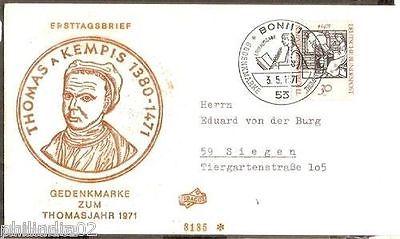 ERSTTAGSBRIEF
THOMAS A KEMPIS 1380-1471
GEDENKMARKE
ZUM
THOMASJAHR 1971
BONN
3.5.71
53
DEUTSCHE BUNDESPOST
30
Herrn
Eduard von der Burg
59 Siegen
Tiergartenstraße 105
8185 *
philindia02